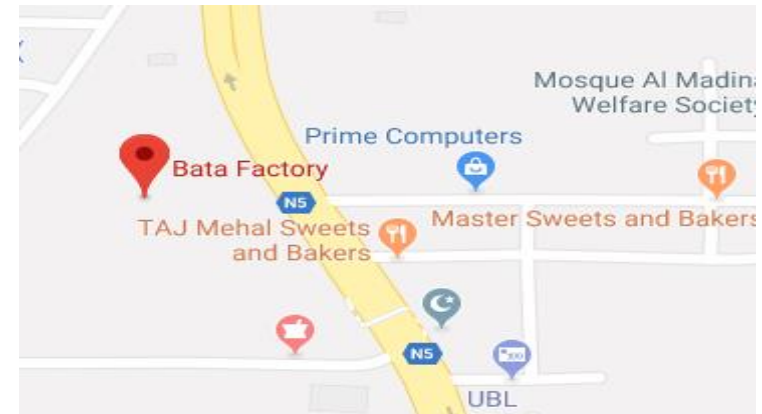 Mosque Al Madin
Welfare Society
Prime Computers
Bata Factory
N5
TAJ Mehal Sweets
and Bakers
Master Sweets and Bakers
N5
UBL